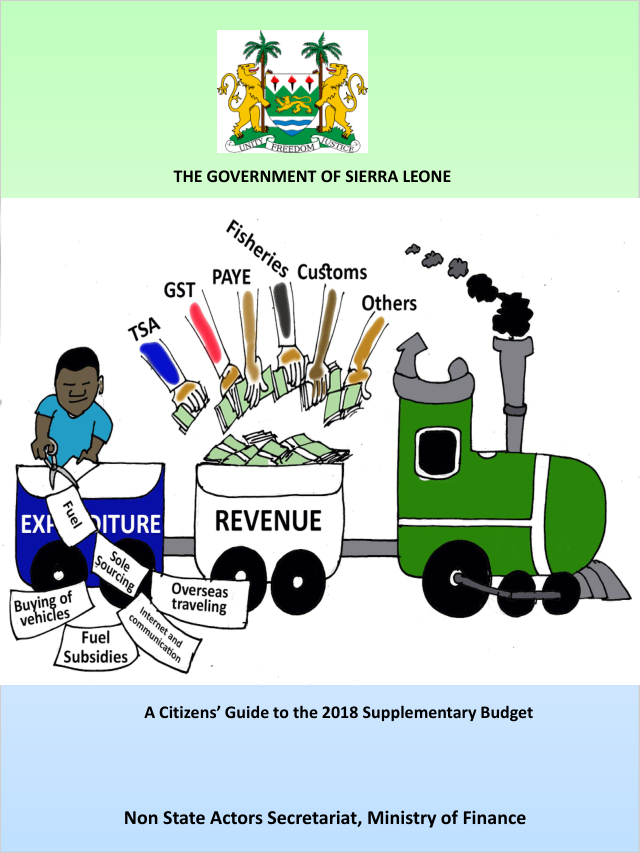 UNITY FREEDOM JUSTICE
THE GOVERNMENT OF SIERRA LEONE
TSA
GST
PAYE
Fisheries
Customs
Others
EXP DITURE
REVENUE
Fuel
Sole
Sourcing
Buying of
vehicles
Overseas
traveling
Internet and
communication
Fuel
Subsidies
A Citizens’ Guide to the 2018 Supplementary Budget
Non State Actors Secretariat, Ministry of Finance